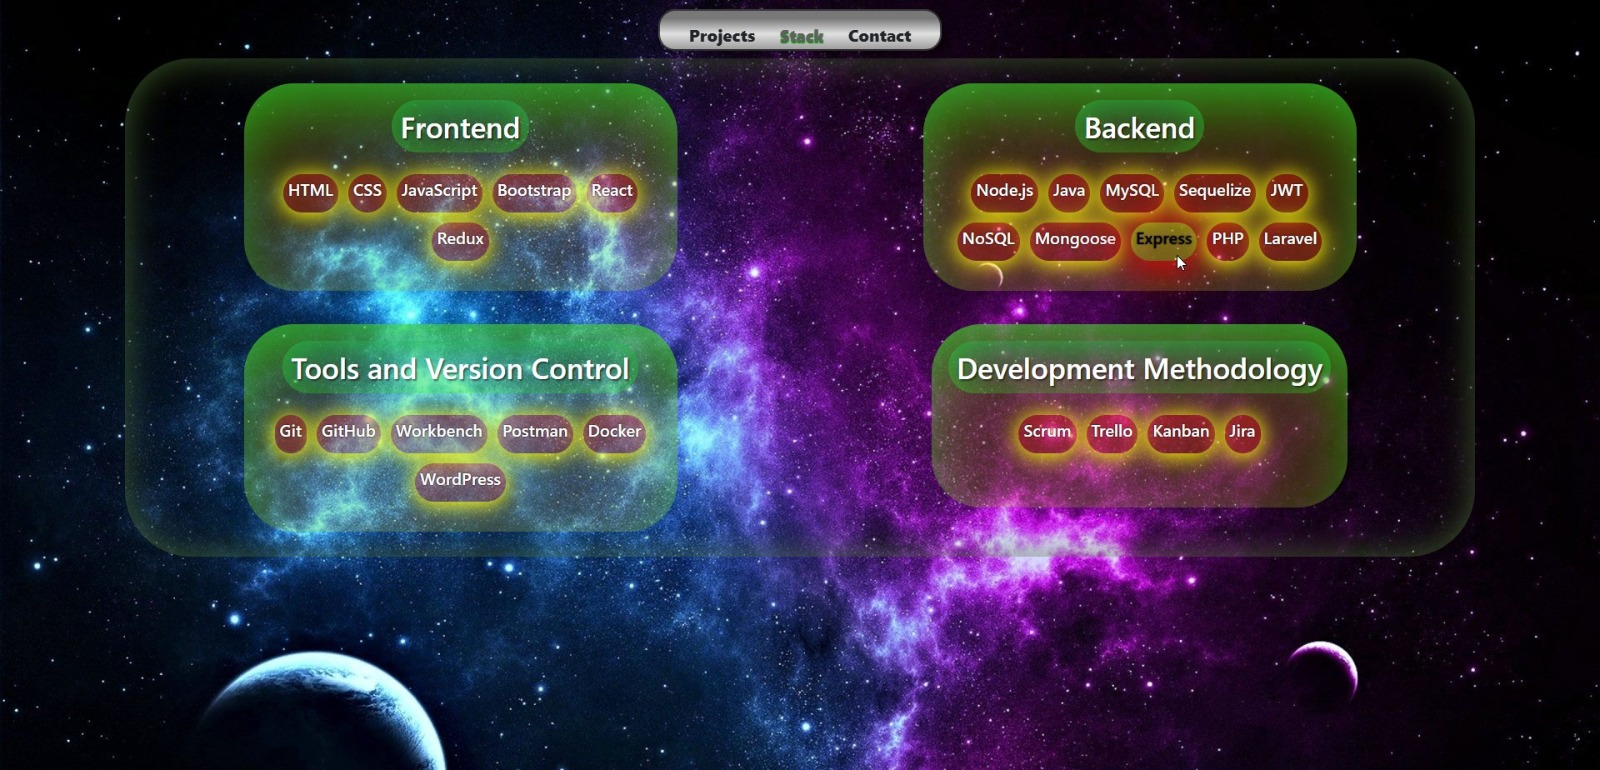 Projects Stack Contact
Frontend
HTML CSS JavaScript Bootstrap React
Redux
Backend
Node.js Java MySQL Sequelize JWT
NoSQL Mongoose Express PHP Laravel
Tools and Version Control
Git GitHub Workbench Postman Docker
WordPress
Development Methodology
Scrum Trello Kanban Jira